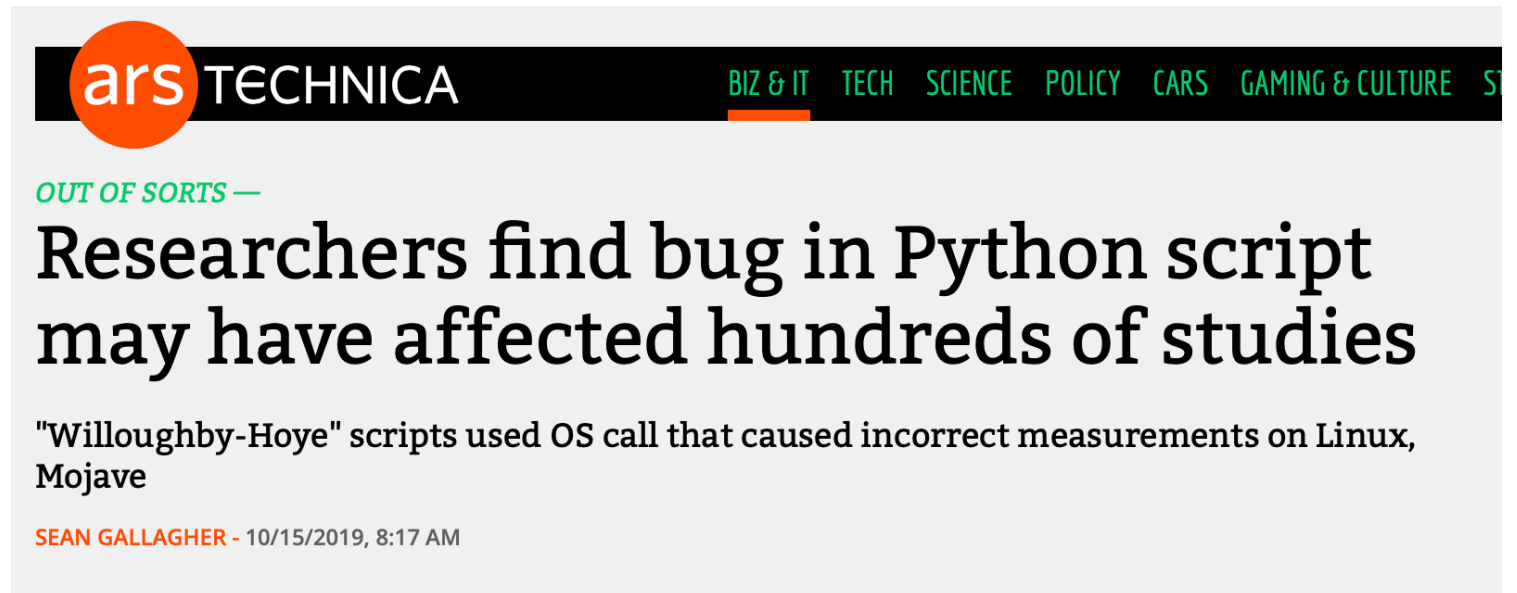 ars TECHNICA
BIZ & IT TECH SCIENCE POLICY CARS GAMING & CULTURE
OUT OF SORTS —
Researchers find bug in Python script
may have affected hundreds of studies
"Willoughby-Hoye" scripts used OS call that caused incorrect measurements on Linux,
Mojave
SEAN GALLAGHER - 10/15/2019, 8:17 AM